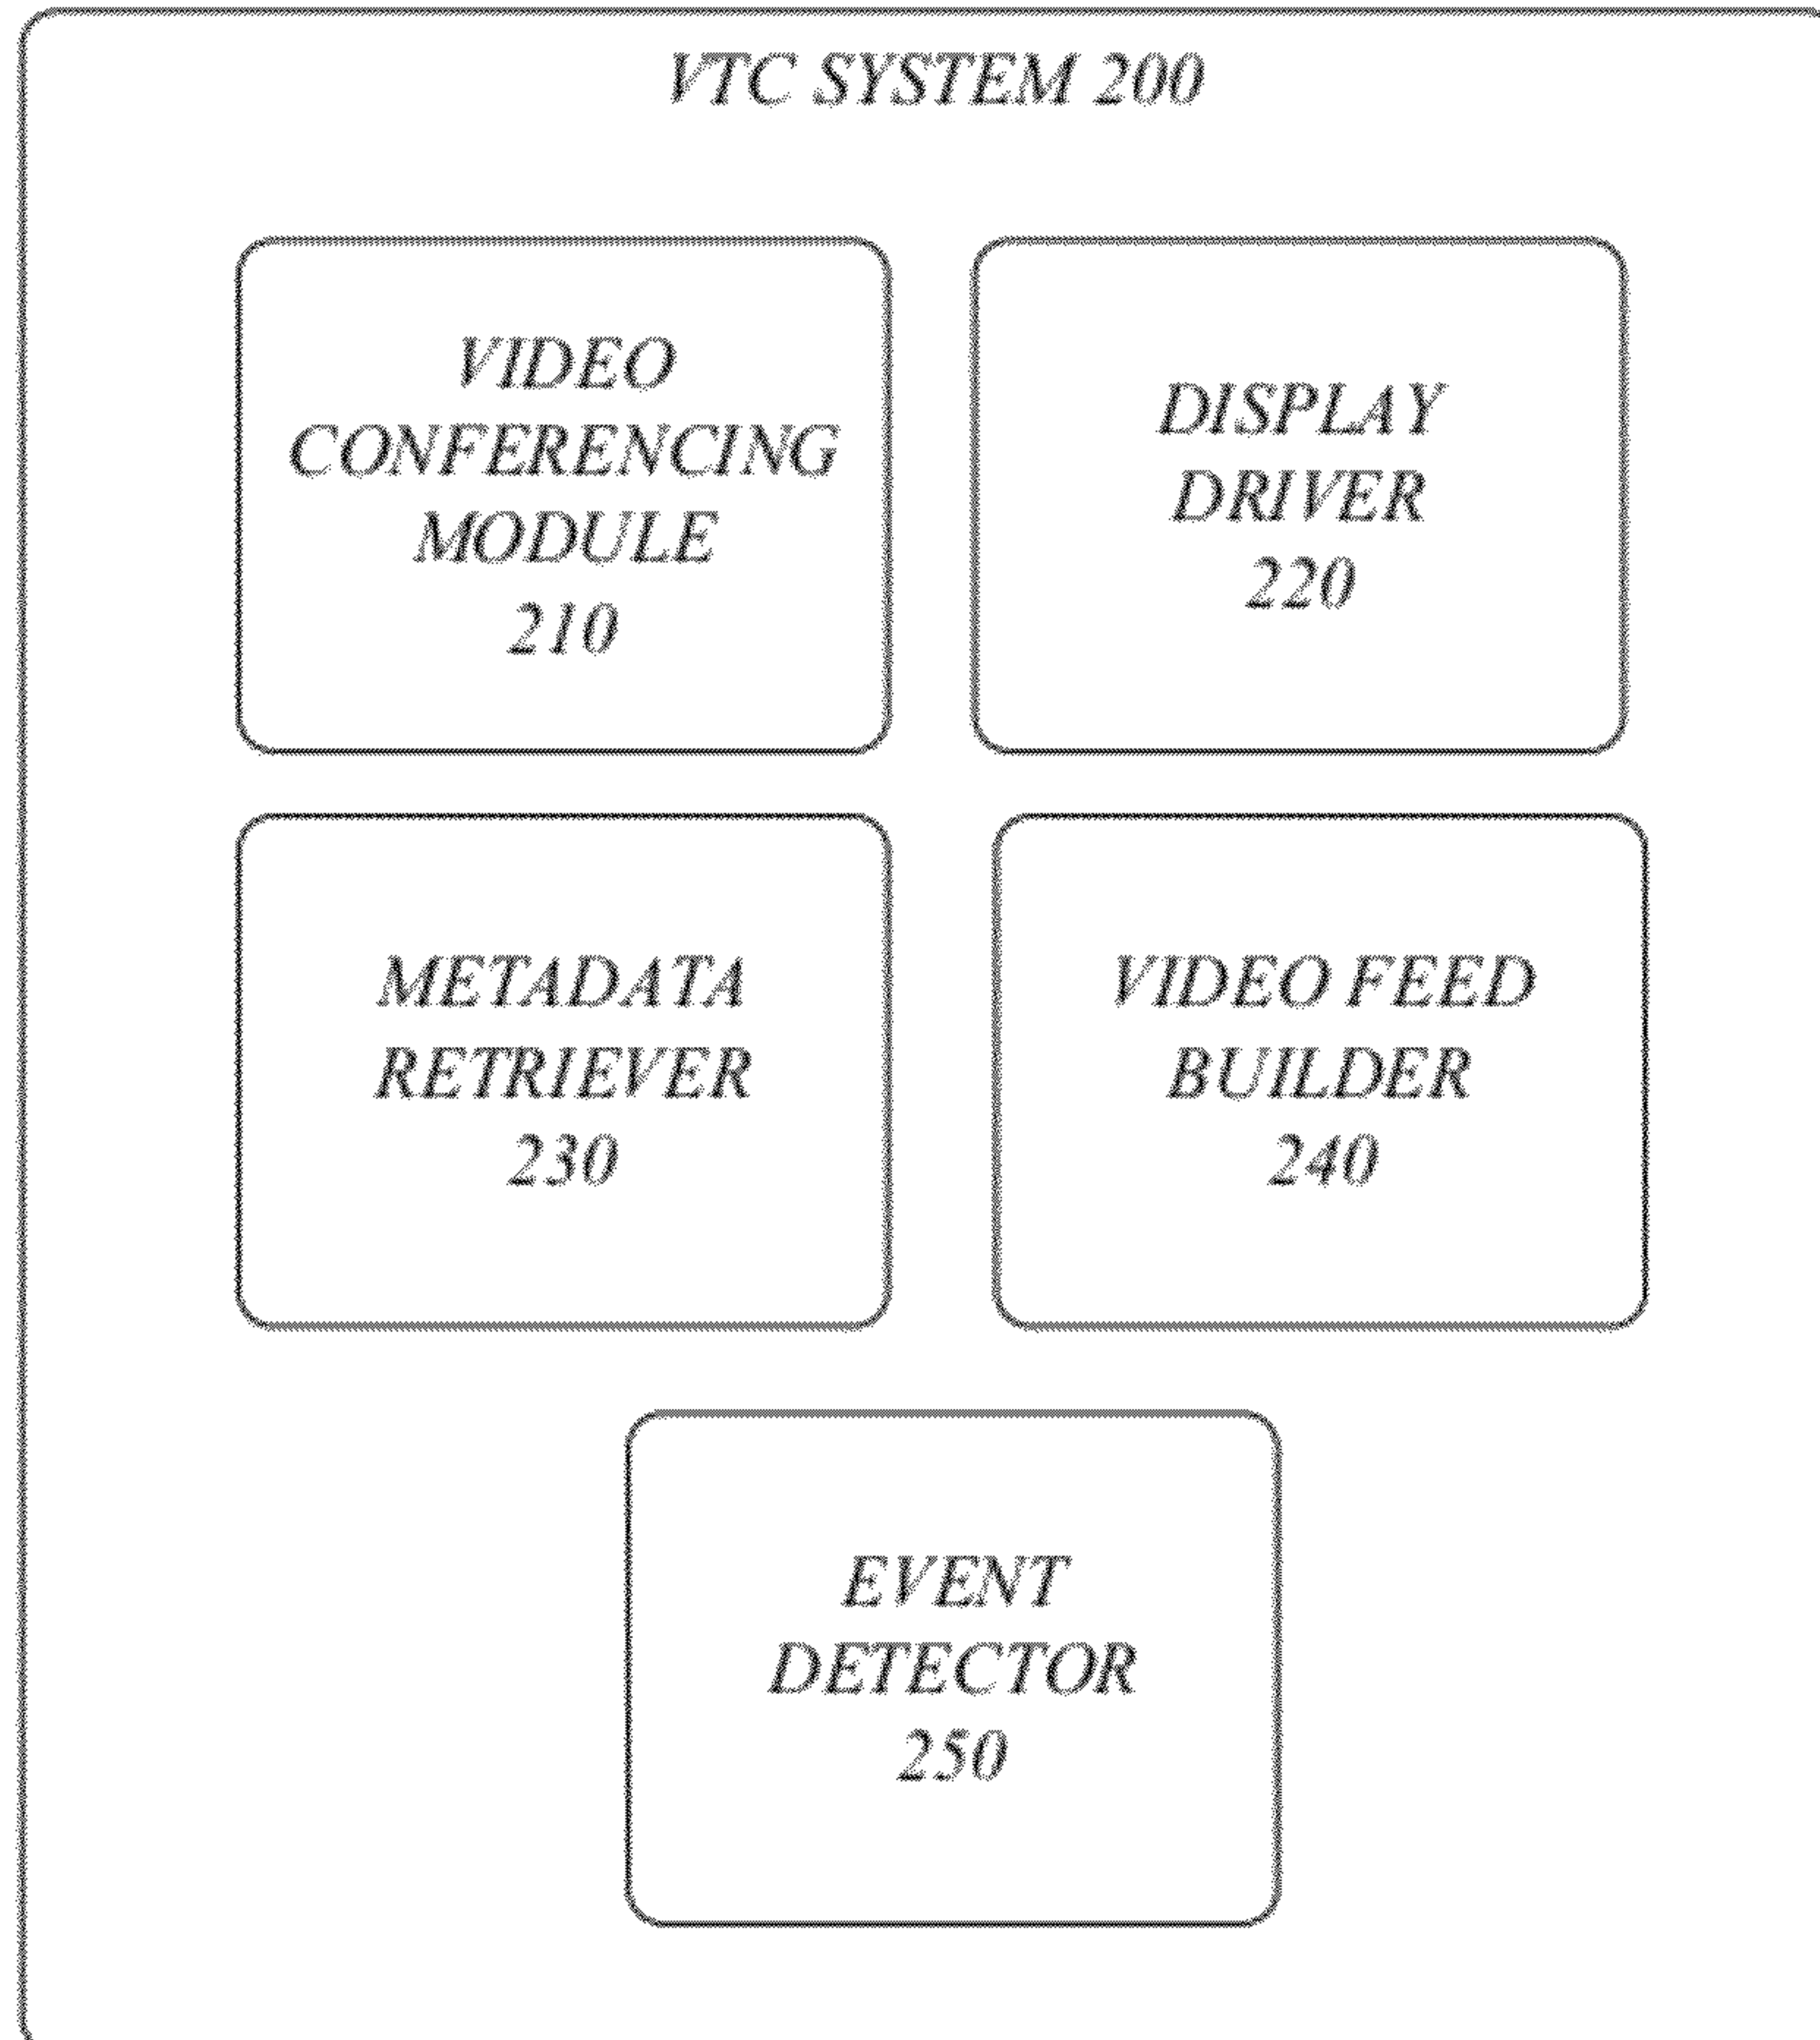 VTC SYSTEM 200
VIDEO
CONFERENCING
MODULE
210
DISPLAY
DRIVER
220
METADATA
RETRIEVER
230
VIDEO FEED
BUILDER
240
EVENT
DETECTOR
250